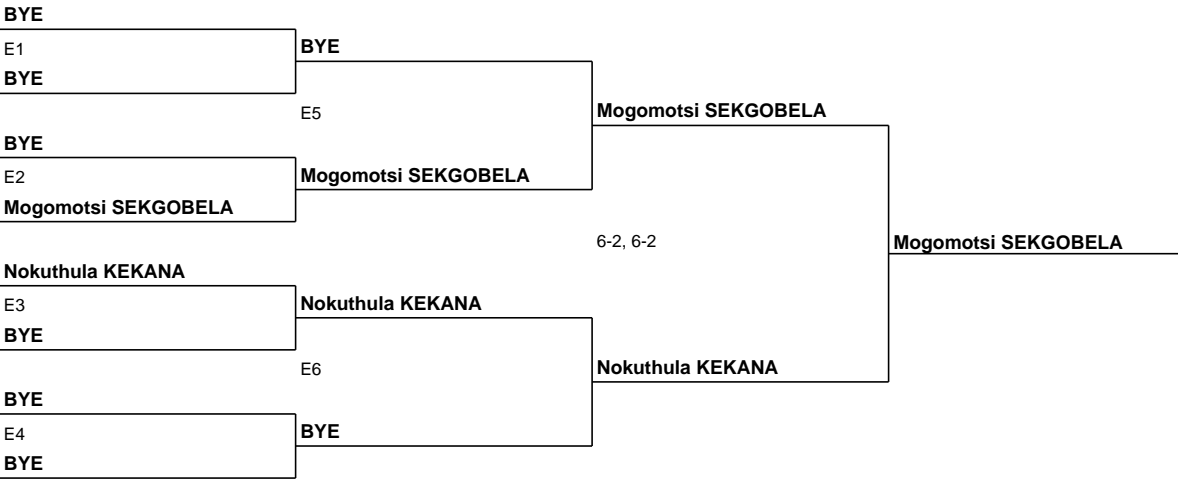 BYE
E1
BYE
BYE
E5
Mogomotsi SEKGOBELA
BYE
E2
Mogomotsi SEKGOBELA
Mogomotsi SEKGOBELA
6-2, 6-2
Mogomotsi SEKGOBELA
Nokuthula KEKANA
E3
Nokuthula KEKANA
BYE
E6
Nokuthula KEKANA
BYE
E4
BYE
BYE